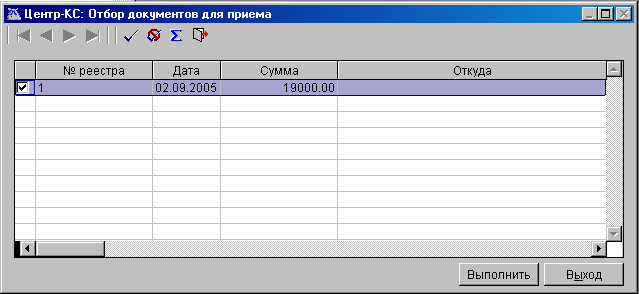 Центр-КС: Отбор документов для приема
№ реестра Дата Сумма Откуда
1 02.09.2005 19000.00
Выполнить Выход